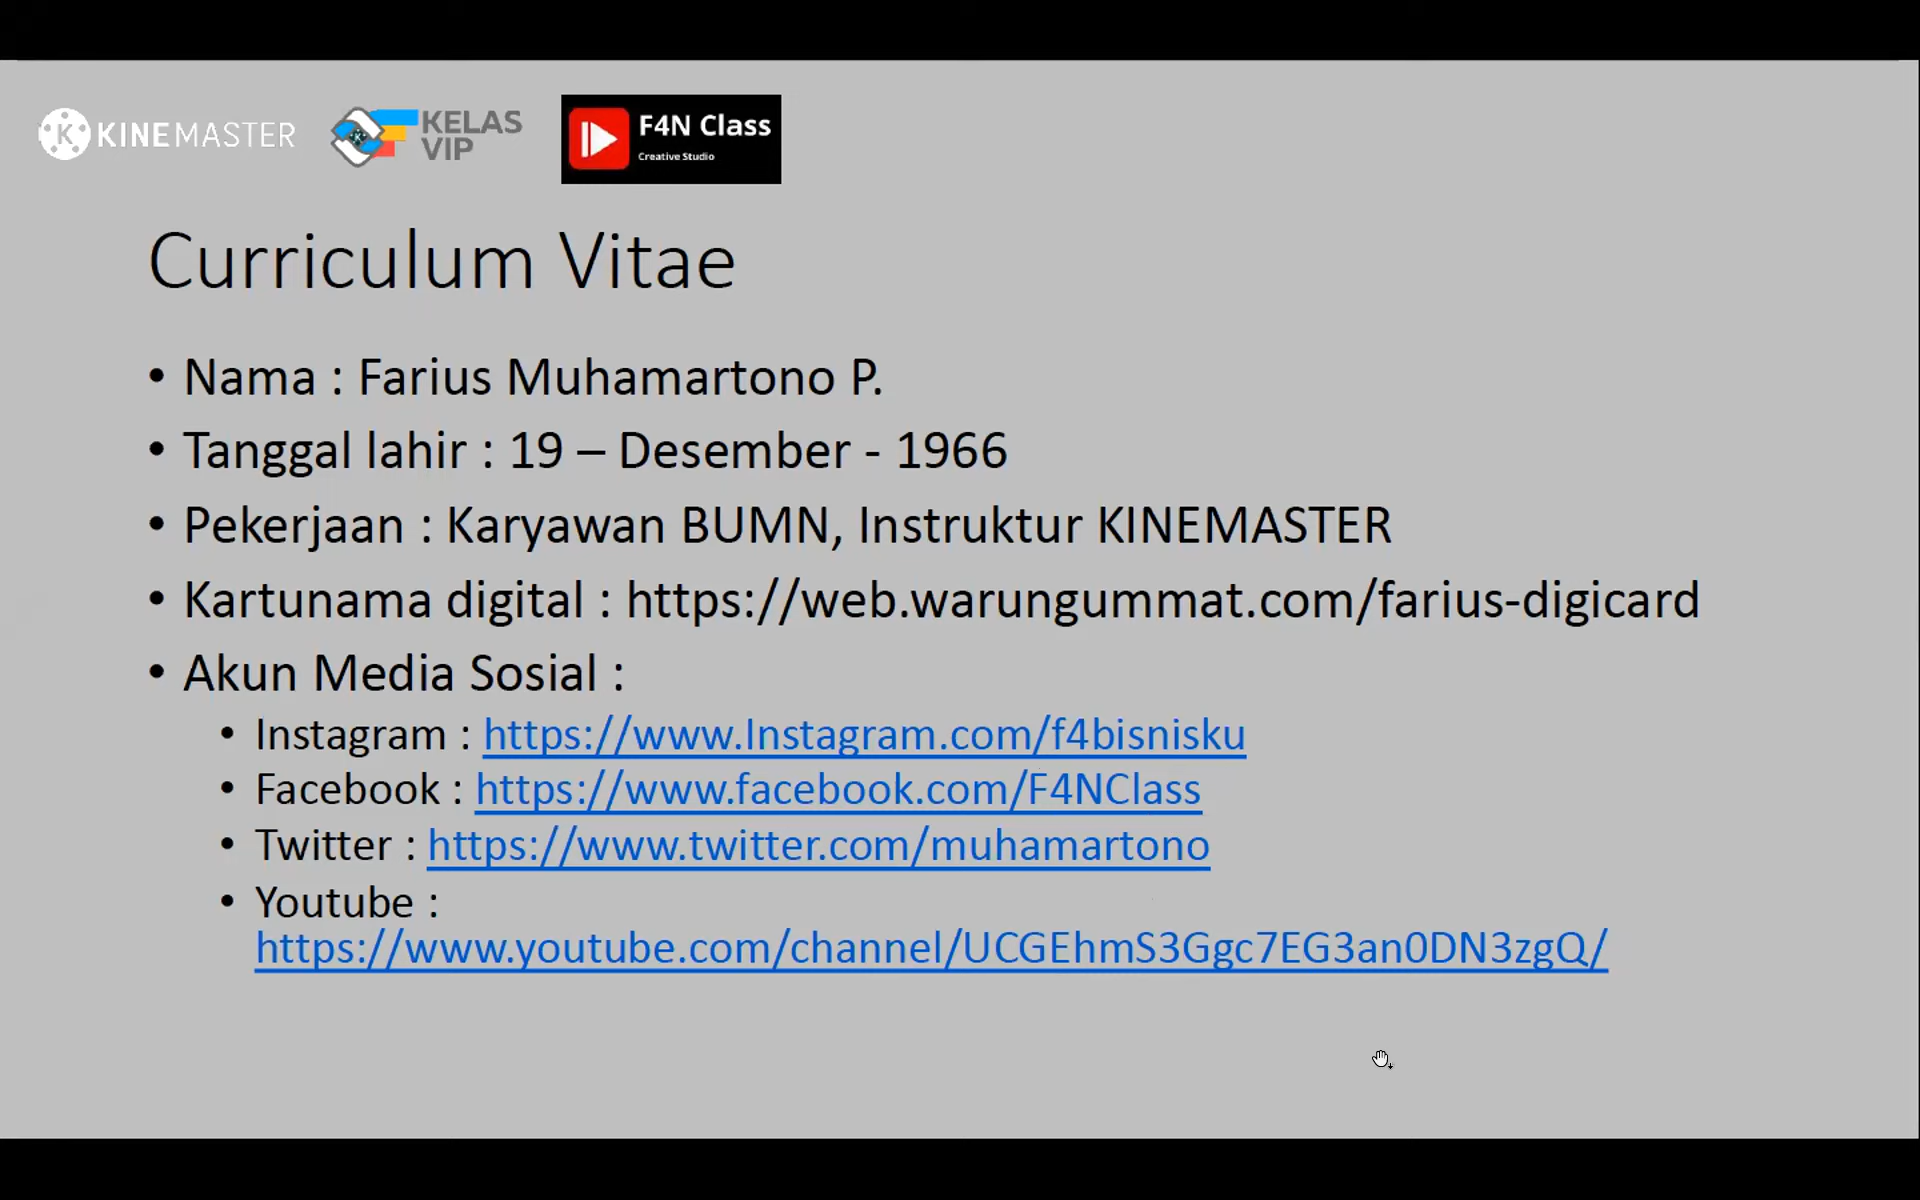 KINEMASTER
KELAS
VIP
F4N Class
Creative Studio
Curriculum Vitae
• Nama : Farius Muhamartono P.
• Tanggal lahir : 19 – Desember - 1966
• Pekerjaan : Karyawan BUMN, Instruktur KINEMASTER
• Kartunama digital : https://web.warungummat.com/farius-digicard
• Akun Media Sosial :
• Instagram : https://www.Instagram.com/f4bisnisku
• Facebook : https://www.facebook.com/F4NClass
• Twitter : https://www.twitter.com/muhamartono
• Youtube :
https://www.youtube.com/channel/UCGEhmS3Ggc7EG3an0DN3zgQ/